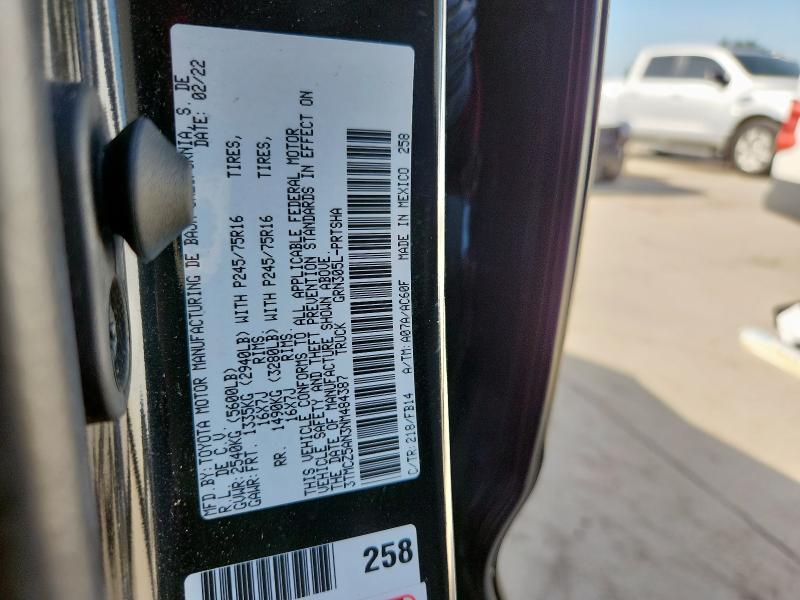 MFD.BY:TOYOTA MOTOR MANUFACTURING DE BAJA CALIFORNIA, S. DE
R.L. DE C.V. DATE: 02/22
GVWR: 2540KG (5600LB)
GAWR: FRT. 1335KG (2940LB) WITH P245/75R16 TIRES,
16X7J RIMS,
RR. 1490KG (3280LB) WITH P245/75R16 TIRES,
16X7J RIMS.
THIS VEHICLE CONFORMS TO ALL APPLICABLE FEDERAL MOTOR
VEHICLE SAFETY AND THEFT PREVENTION STANDARDS IN EFFECT ON
THE DATE OF MANUFACTURE SHOWN ABOVE.
3TMCZ5AN3NM484387 TRUCK GRN305L-PRTSHA
C/TR:218/FB14 A/TM:A07A/AC60F MADE IN MEXICO 258
258